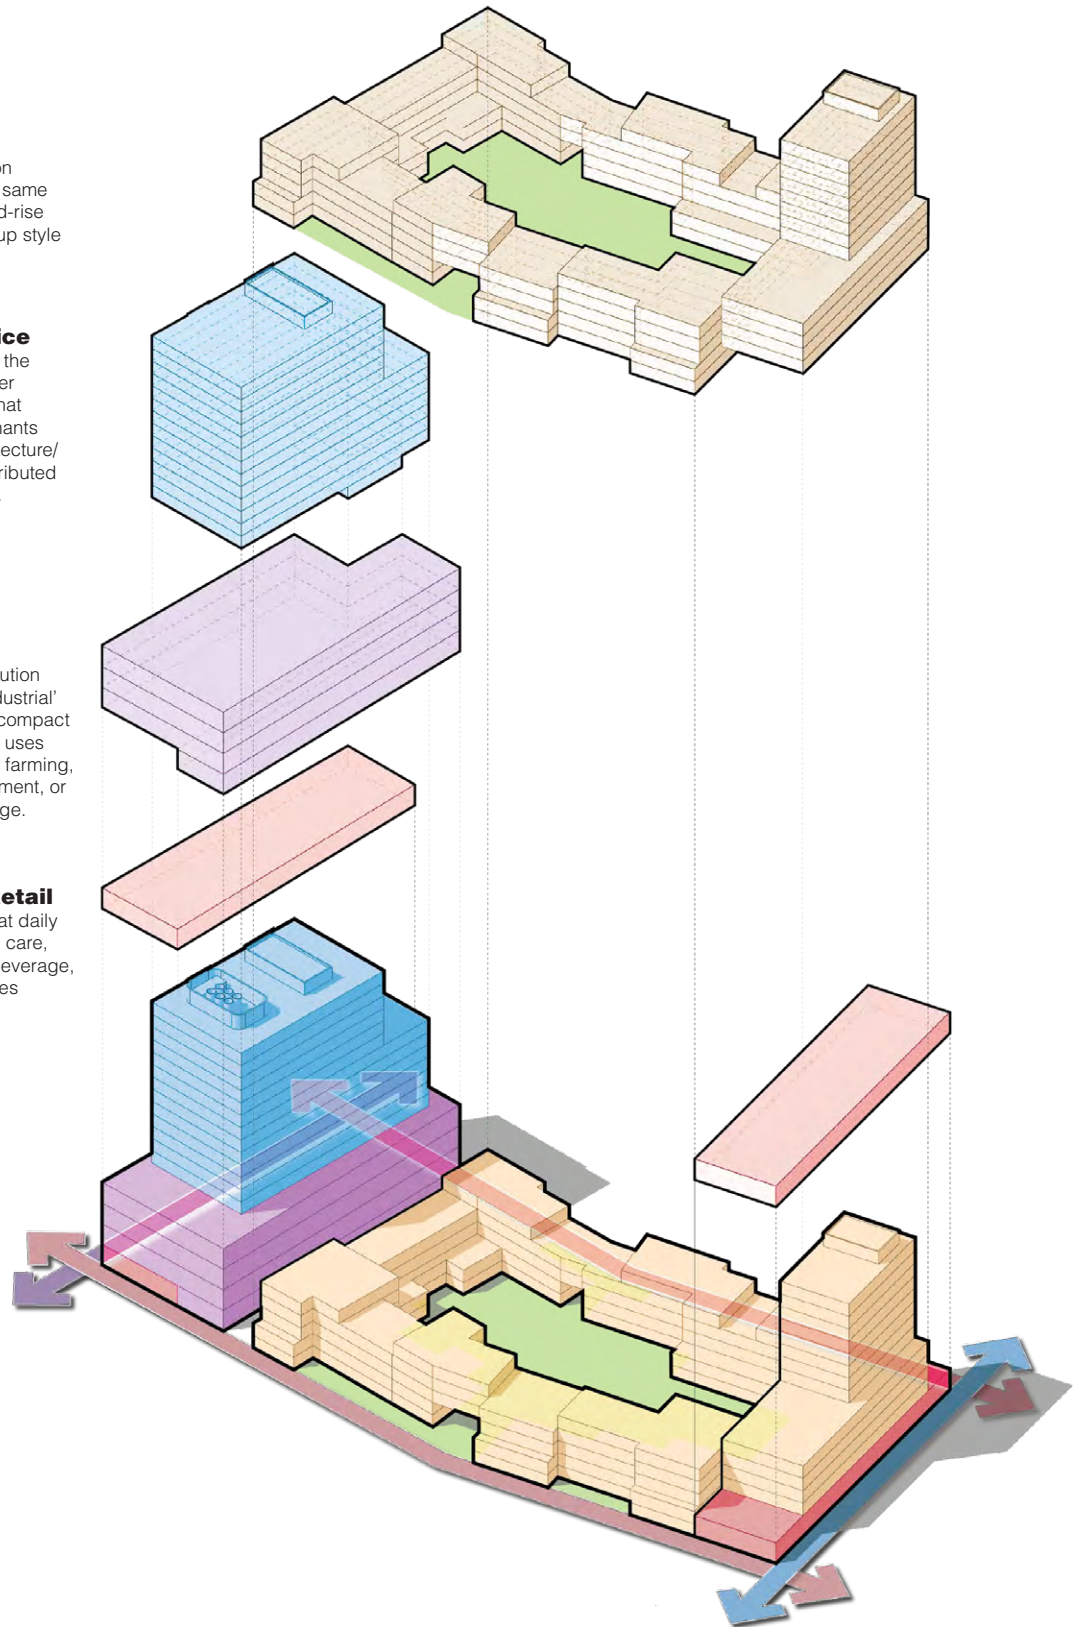 on
same
d-rise
up style
ice
the
er
hat
nants
ecture/
ributed
.
ution
dustrial’
compact
uses
farming,
ment, or
ge.
etail
at daily
care,
everage,
es